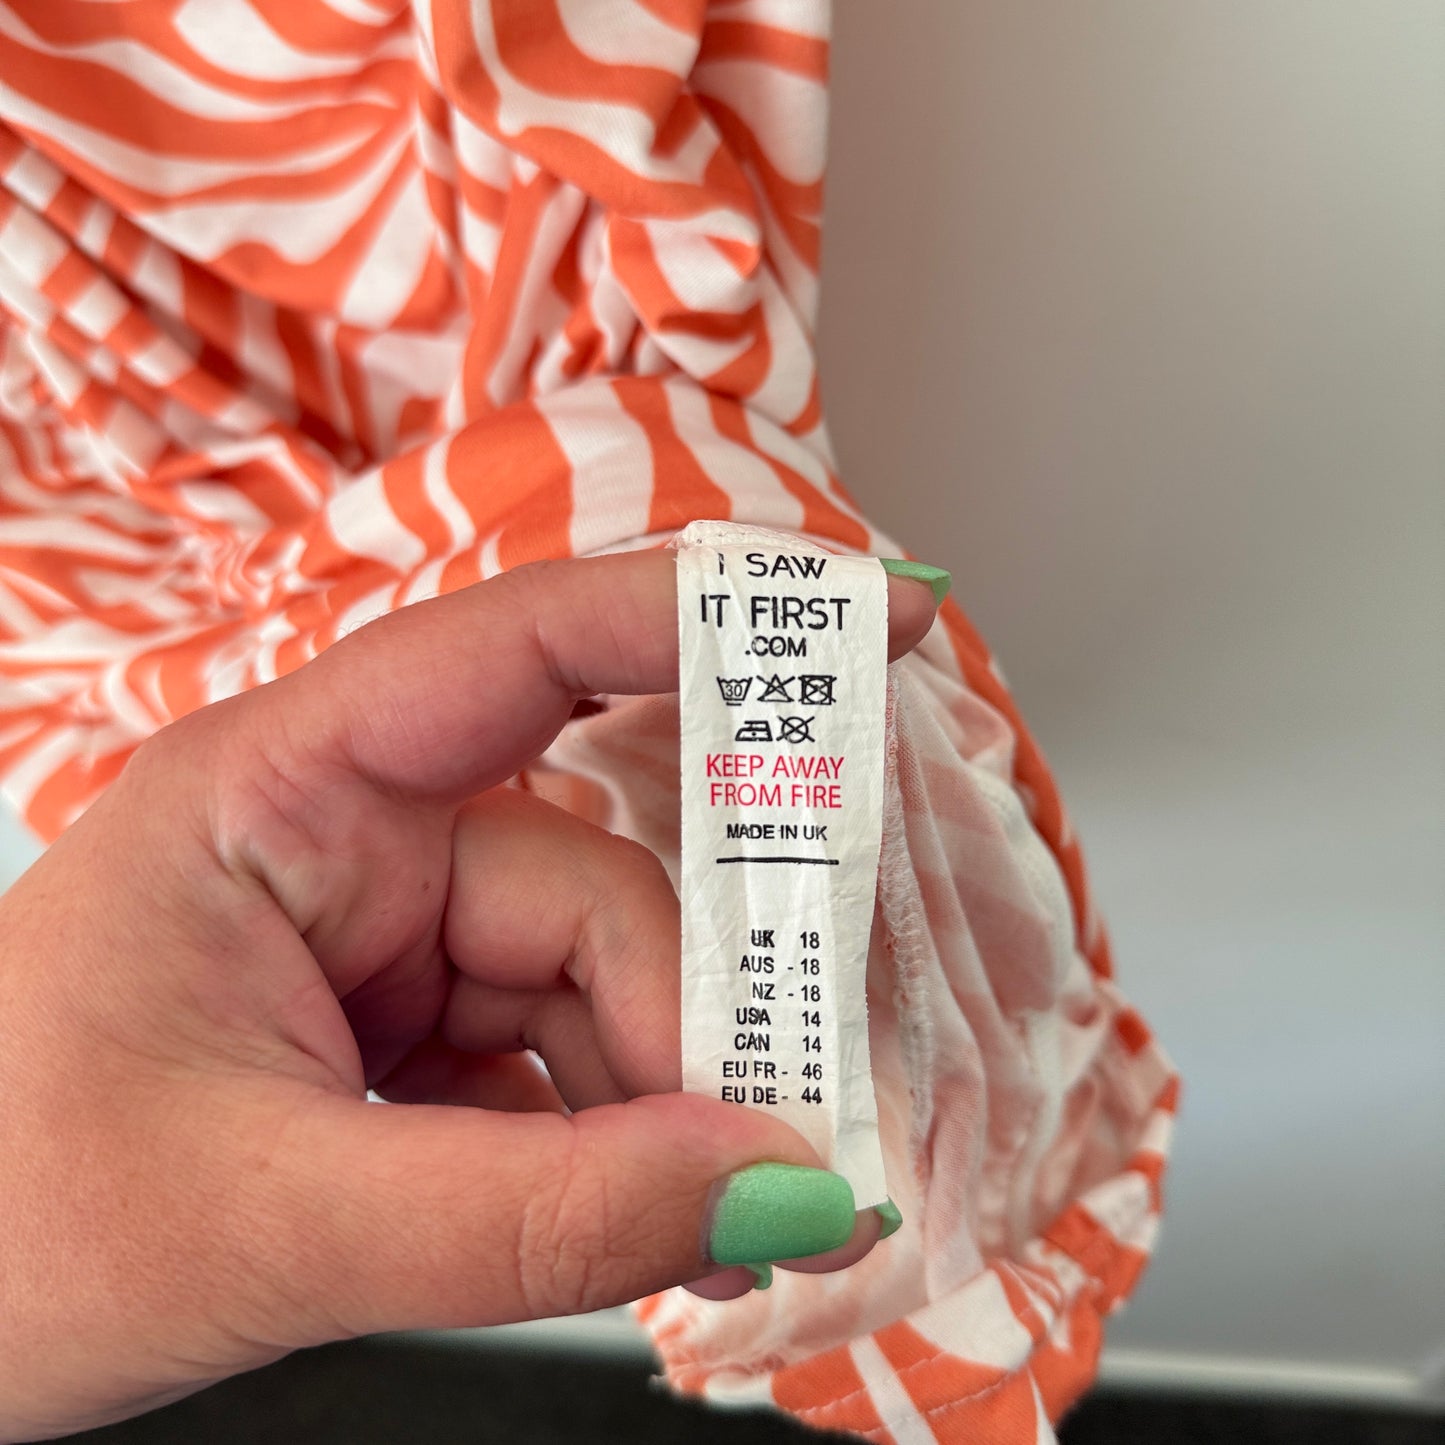 I SAW
IT FIRST
.COM
30
KEEP AWAY
FROM FIRE
MADE IN UK
UK 18
AUS - 18
NZ - 18
USA 14
CAN 14
EU FR - 46
EU DE - 44